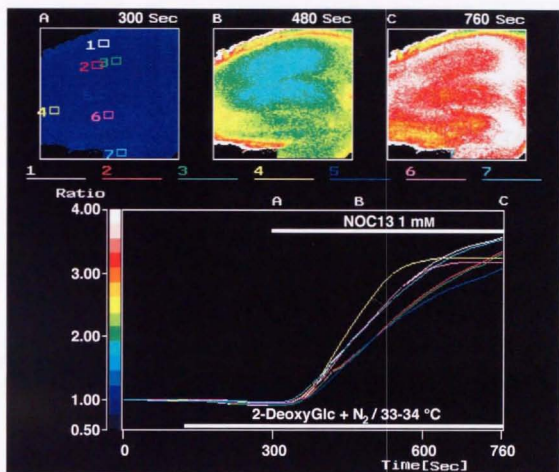 A 300 Sec B 480 Sec C 760 Sec
1
2 3
4
6
7
1 2 3 4 5 6 7
Ratio
A B C
4.00
NOC13 1 mM
3.00
2.00
1.00
0.50
2-DeoxyGlc + N₂ / 33-34 °C
0 300 600 760
Time[Sec]